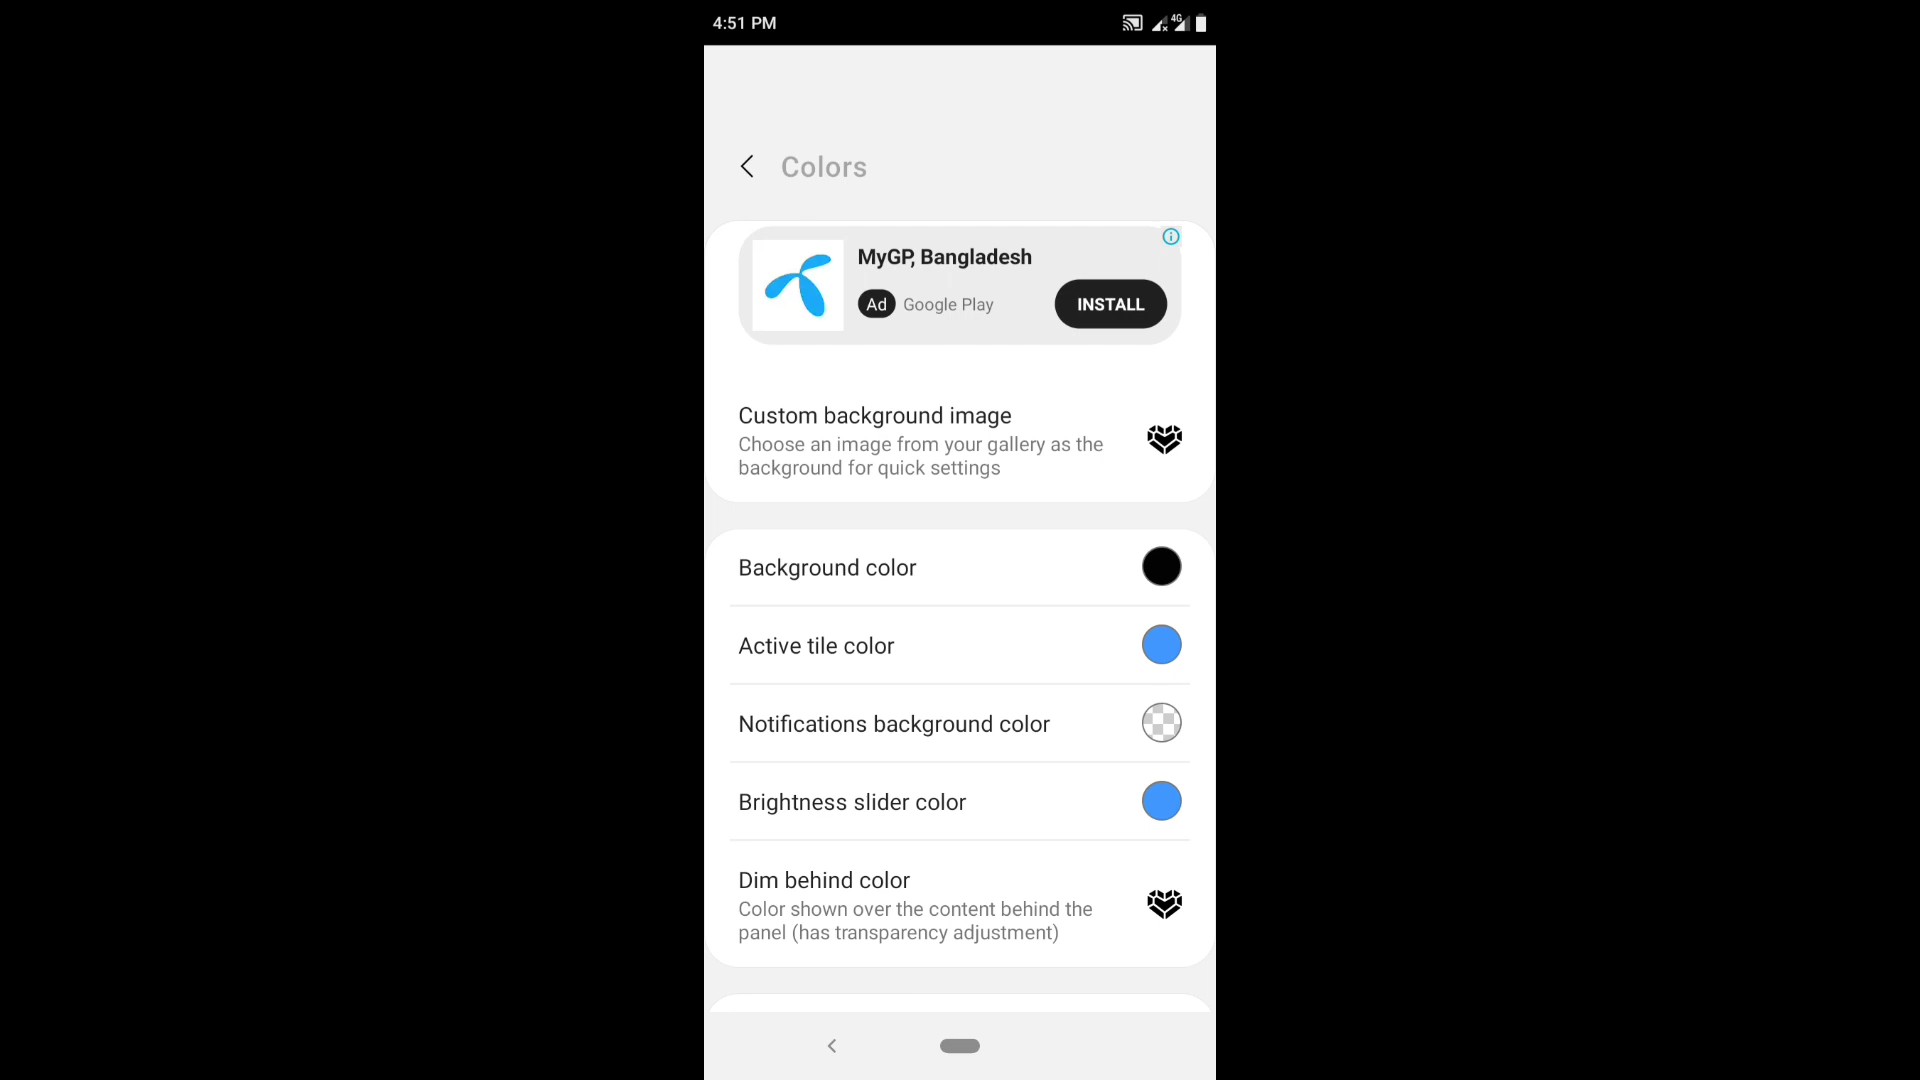 4:51 PM
4G
Colors
MyGP, Bangladesh
Ad Google Play
INSTALL
Custom background image
Choose an image from your gallery as the
background for quick settings
Background color
Active tile color
Notifications background color
Brightness slider color
Dim behind color
Color shown over the content behind the
panel (has transparency adjustment)